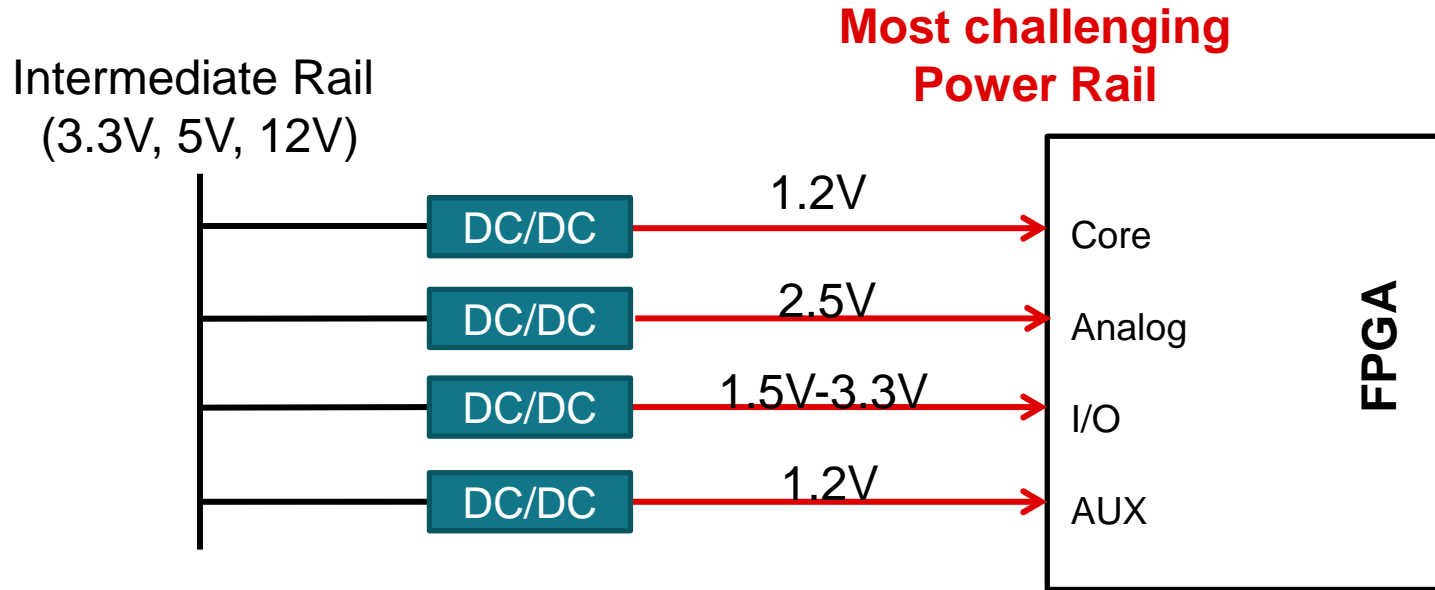 Most challenging
Power Rail
Intermediate Rail
(3.3V, 5V, 12V)
DC/DC
1.2V
Core
DC/DC
2.5V
Analog
DC/DC
1.5V-3.3V
I/O
DC/DC
1.2V
AUX
FPGA